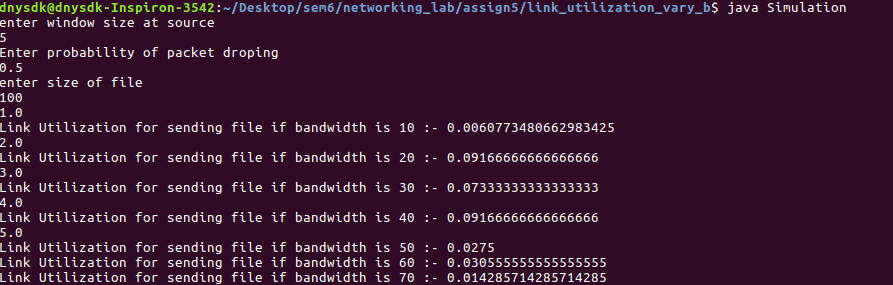 dnysdk@dnysdk-Inspiron-3542:~/Desktop/sem6/networking_lab/assign5/link_utilization_vary_b$ java Simulation
enter window size at source
5
Enter probability of packet droping
0.5
enter size of file
100
1.0
Link Utilization for sending file if bandwidth is 10 :- 0.0060773480662983425
2.0
Link Utilization for sending file if bandwidth is 20 :- 0.09166666666666666
3.0
Link Utilization for sending file if bandwidth is 30 :- 0.07333333333333333
4.0
Link Utilization for sending file if bandwidth is 40 :- 0.09166666666666666
5.0
Link Utilization for sending file if bandwidth is 50 :- 0.0275
Link Utilization for sending file if bandwidth is 60 :- 0.030555555555555555
Link Utilization for sending file if bandwidth is 70 :- 0.014285714285714285